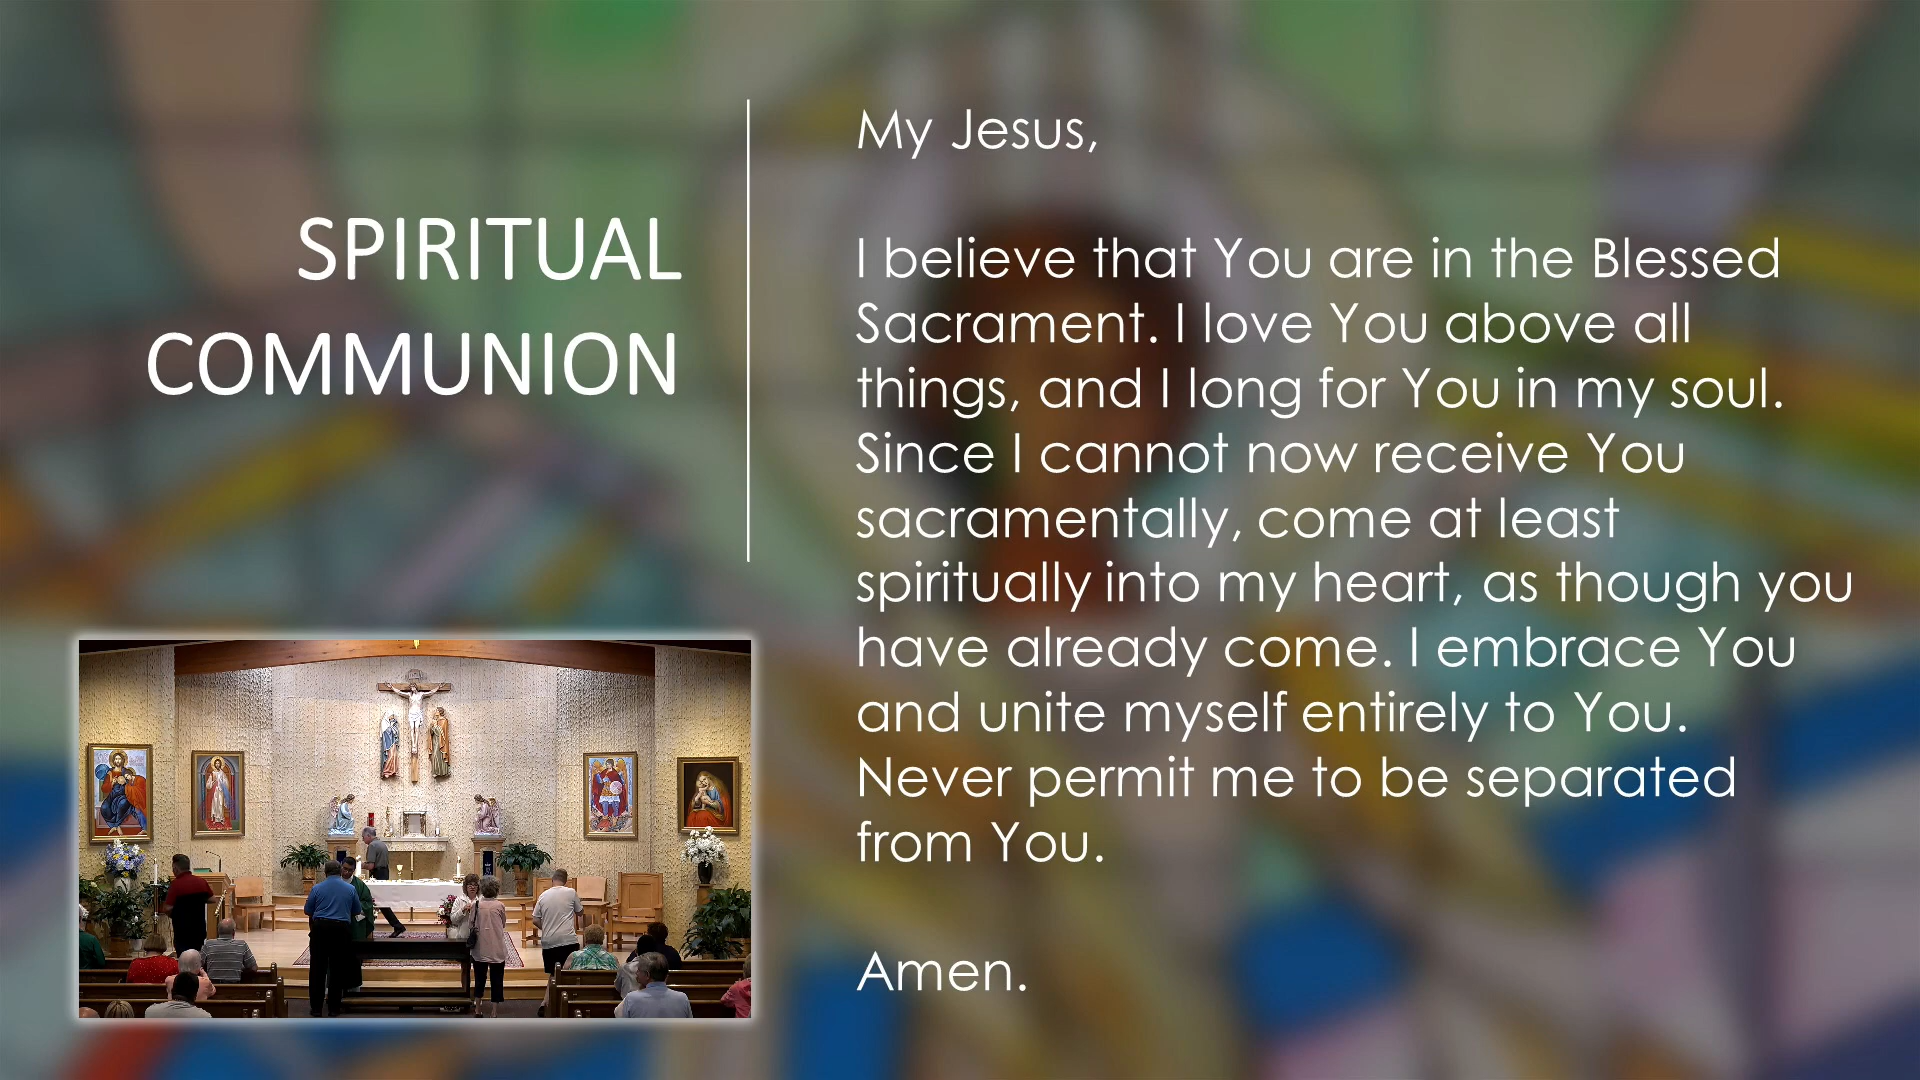 SPIRITUAL
COMMUNION
My Jesus,
I believe that You are in the Blessed
Sacrament. I love You above all
things, and I long for You in my soul.
Since I cannot now receive You
sacramentally, come at least
spiritually into my heart, as though you
have already come. I embrace You
and unite myself entirely to You.
Never permit me to be separated
from You.
Amen.